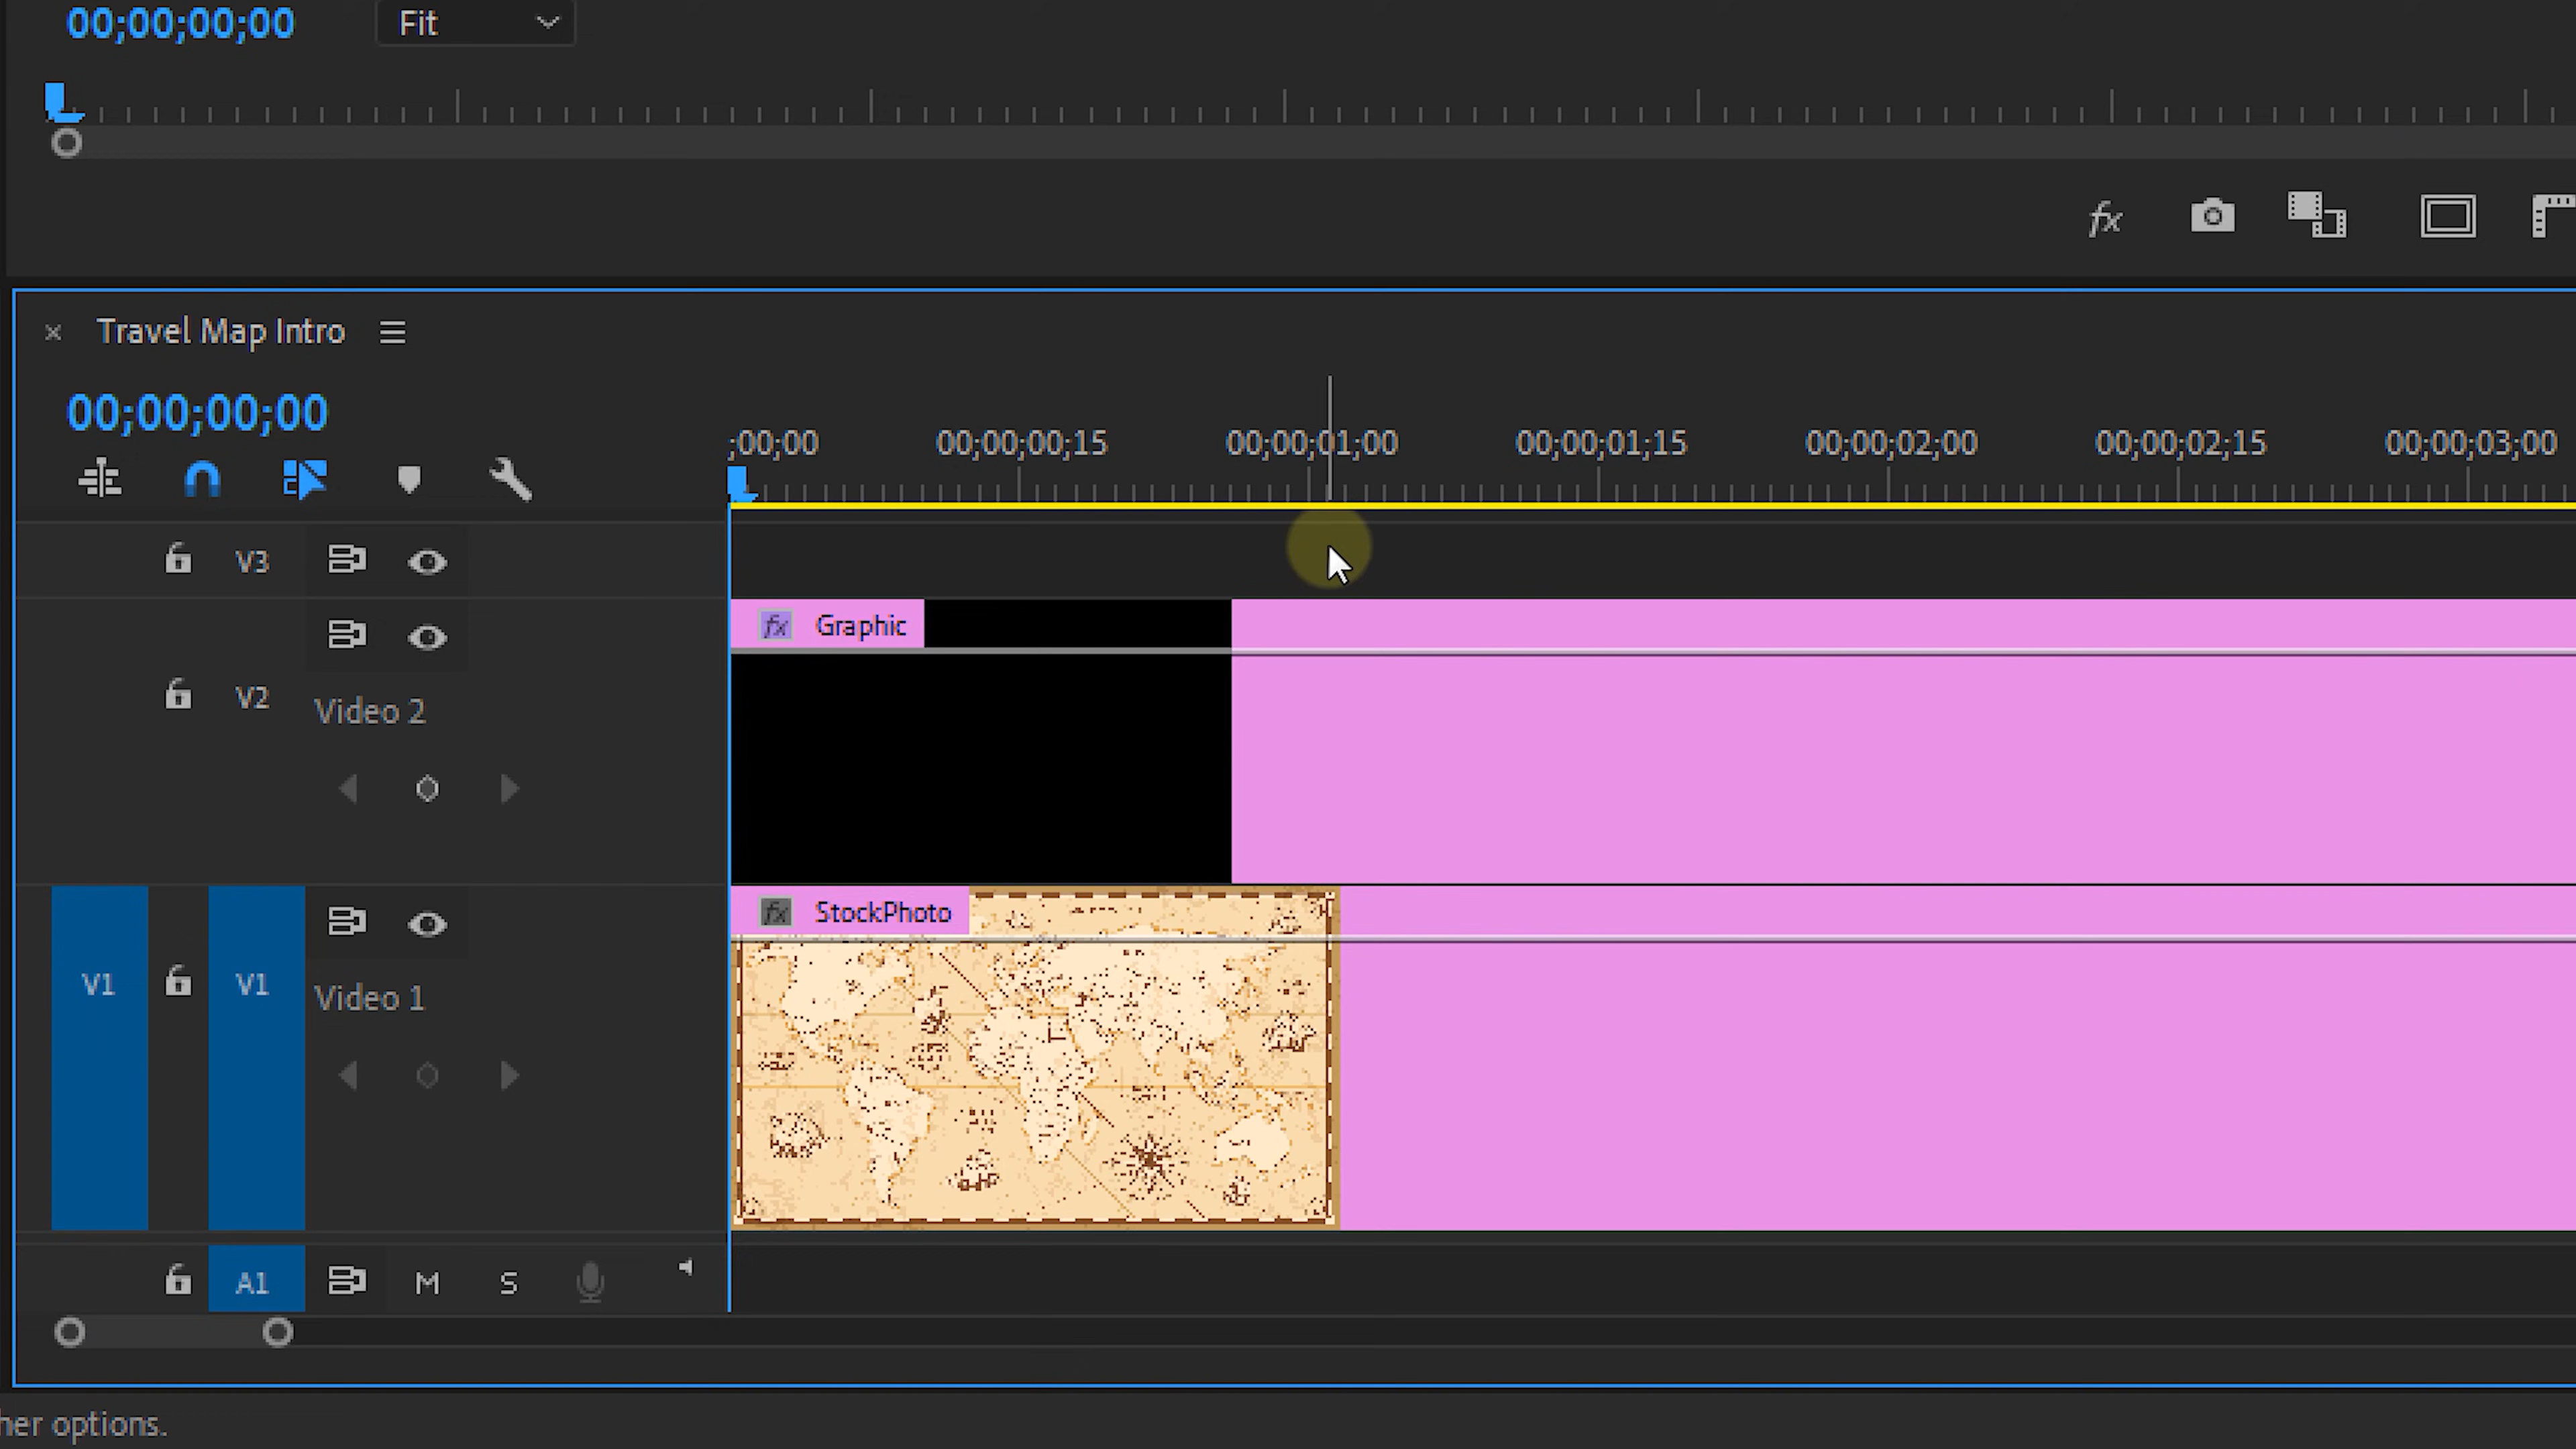 00;00;00;00
Fit
fx
Travel Map Intro
00;00;00;00
;00;00
00;00;00;15
00;00;01;00
00;00;01;15
00;00;02;00
00;00;02;15
00;00;03;00
V3
fx Graphic
V2
Video 2
fx StockPhoto
V1
V1
Video 1
A1
M
S
her options.